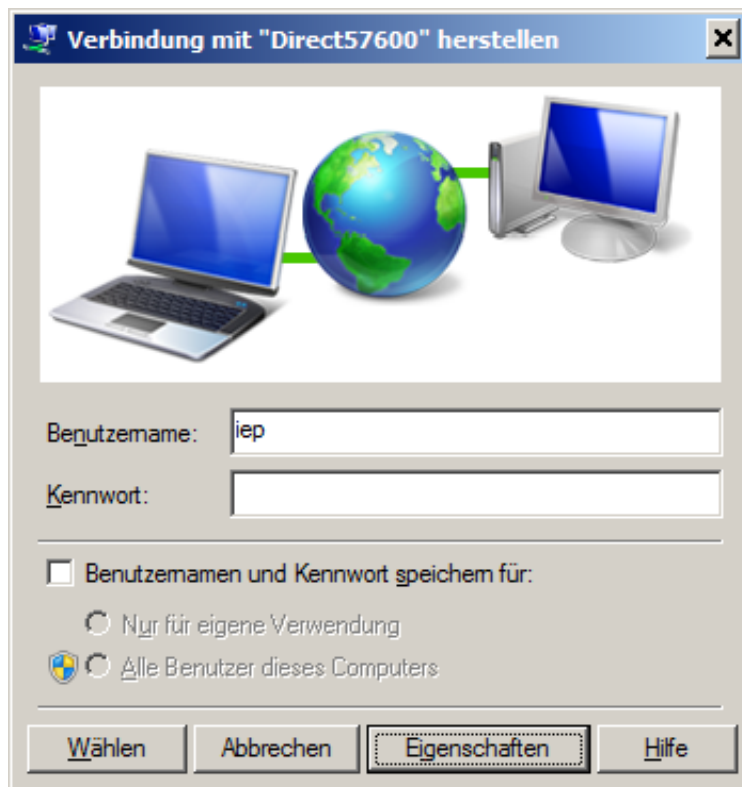 Verbindung mit "Direct57600" herstellen
Benutzername: iep
Kennwort:
Benutzernamen und Kennwort speichern für:
Nur für eigene Verwendung
Alle Benutzer dieses Computers
Wählen Abbrechen Eigenschaften Hilfe